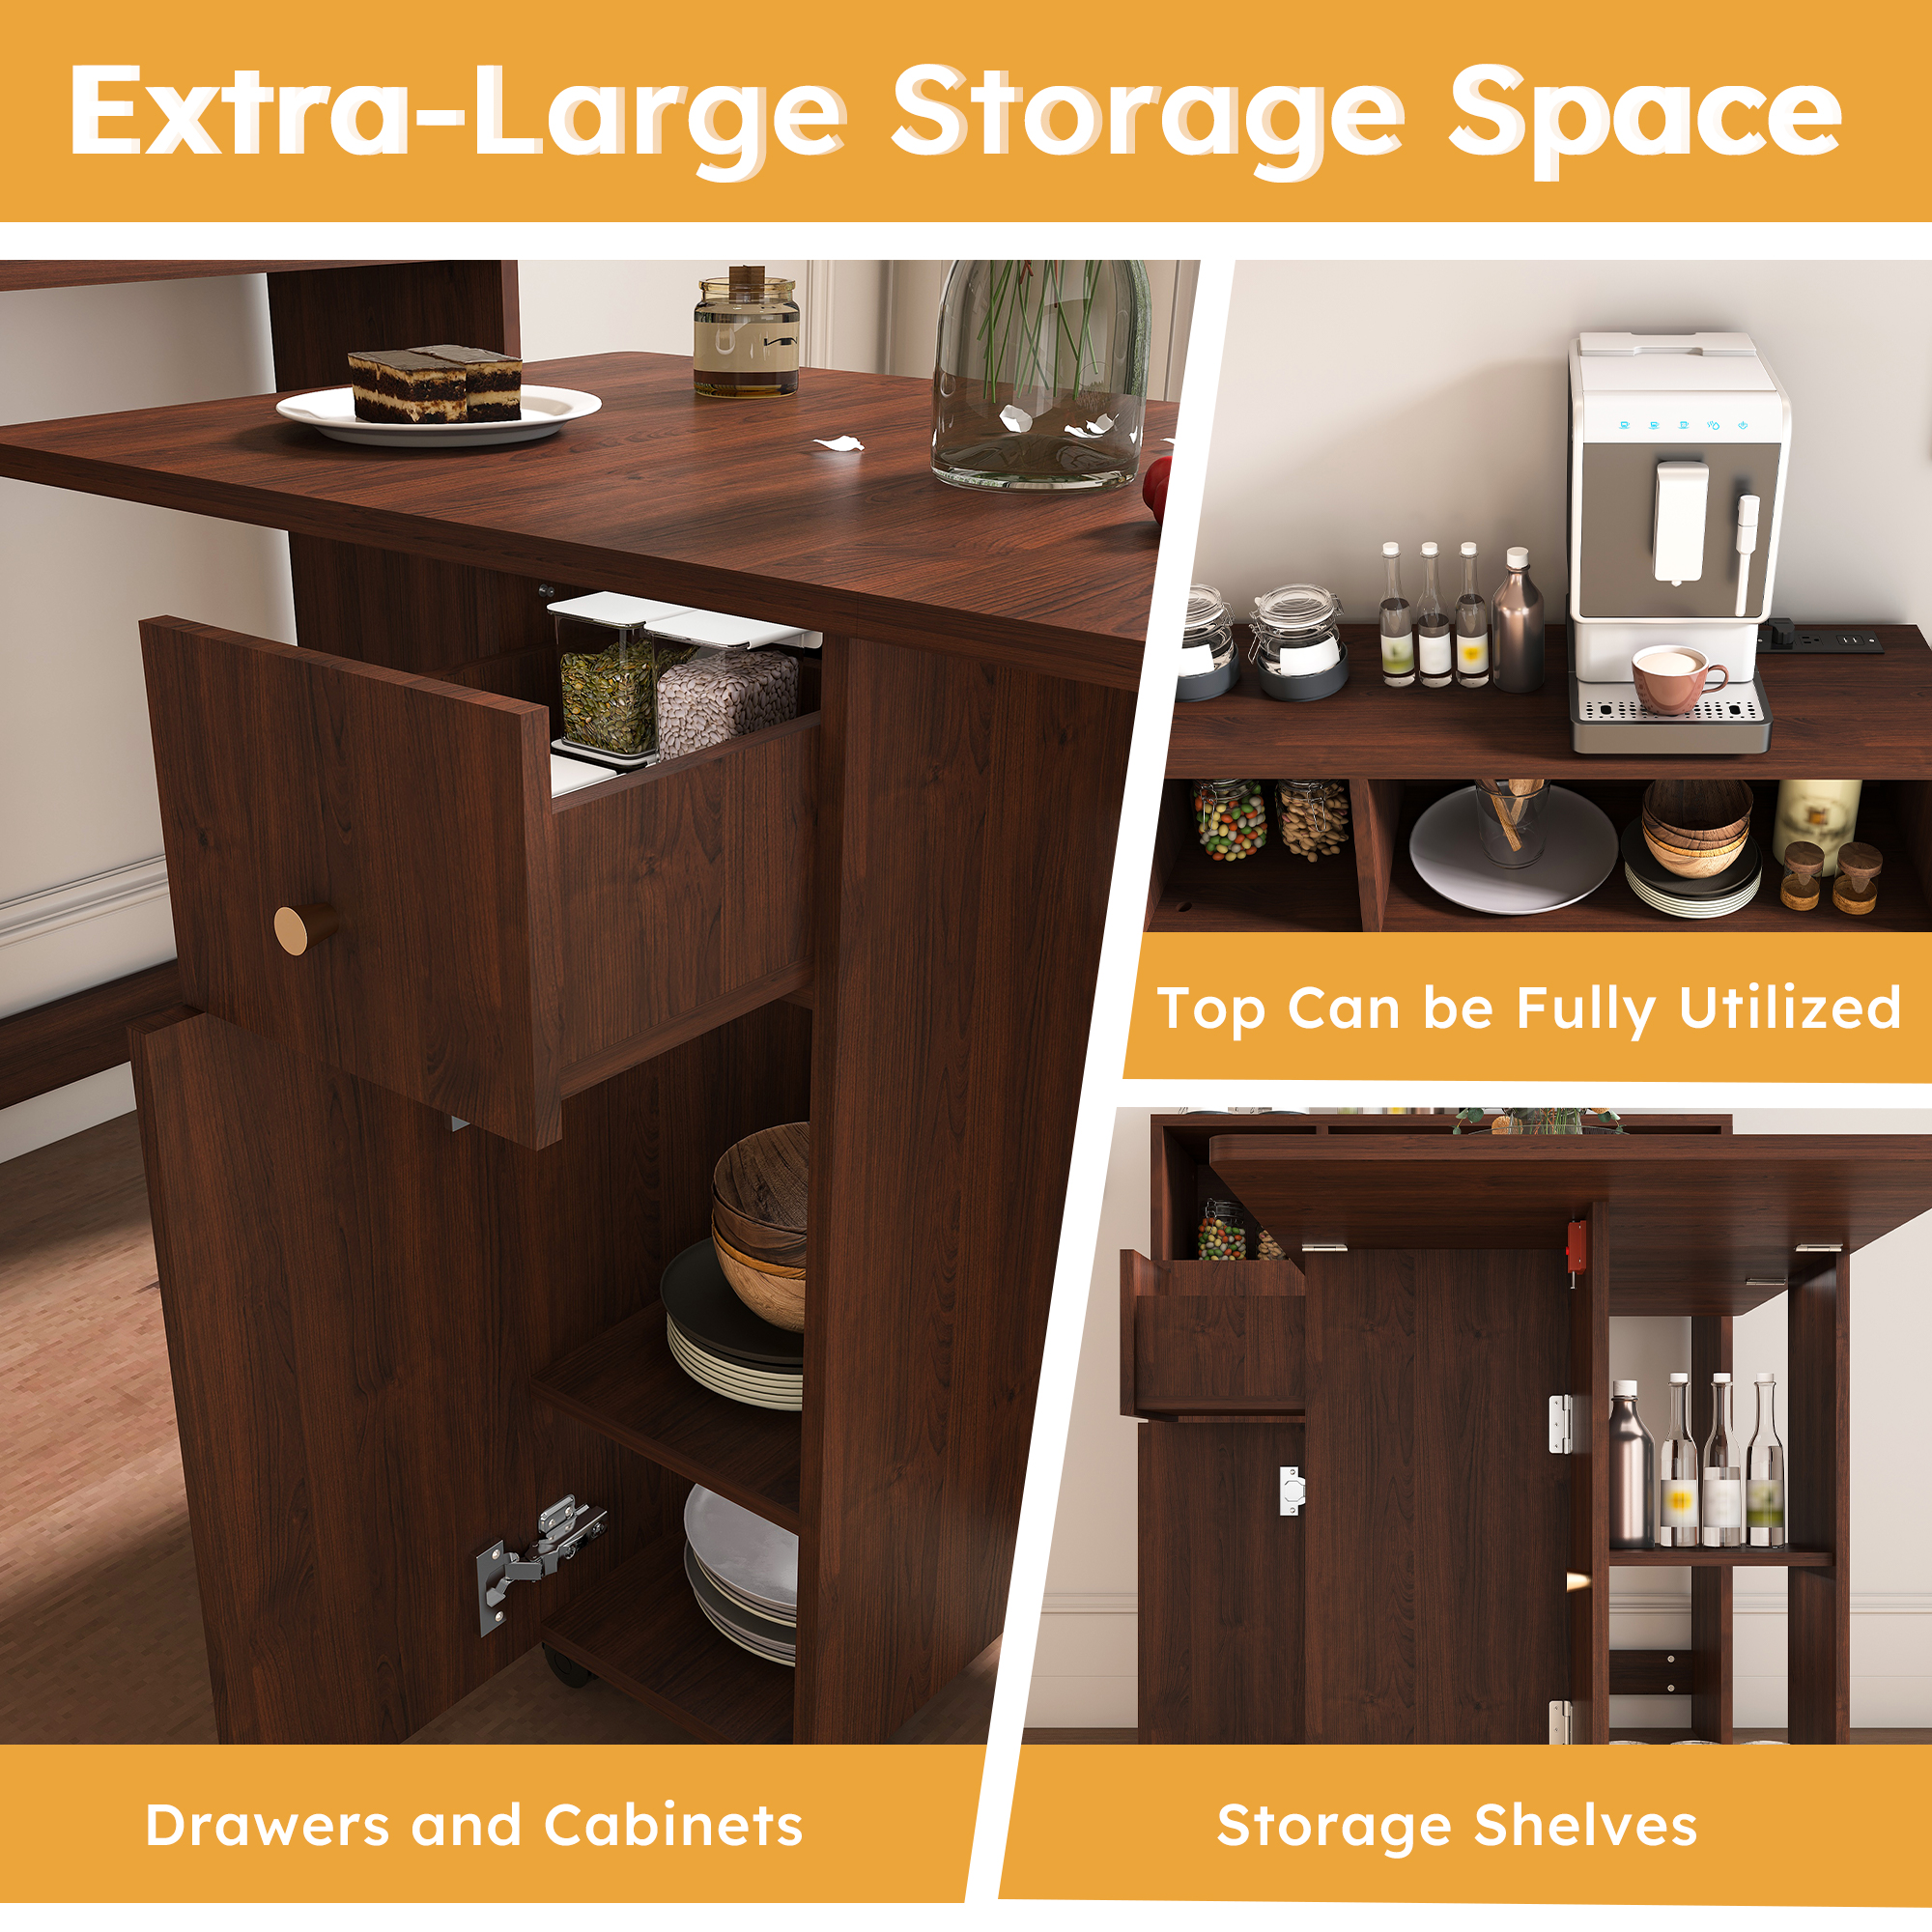 Extra-Large Storage Space
Top Can be Fully Utilized
Drawers and Cabinets
Storage Shelves